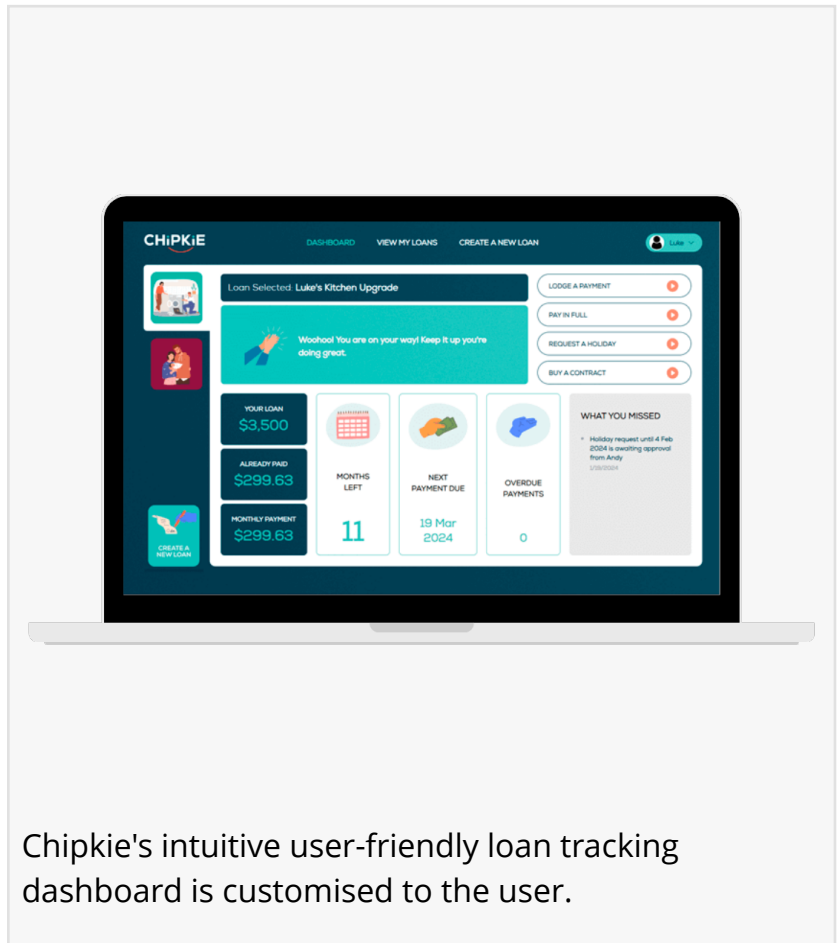 CHiPKiE
DASHBOARD
VIEW MY LOANS
CREATE A NEW LOAN
Luke
Loan Selected: Luke's Kitchen Upgrade
Woohoo! You are on your way! Keep it up you're
doing great.
LODGE A PAYMENT
PAY IN FULL
REQUEST A HOLIDAY
BUY A CONTRACT
YOUR LOAN
$3,500
ALREADY PAID
$299.63
MONTHLY PAYMENT
$299.63
MONTHS
LEFT
11
NEXT
PAYMENT DUE
19 Mar
2024
OVERDUE
PAYMENTS
0
WHAT YOU MISSED
Holiday request until 4 Feb
2024 is awaiting approval
from Andy
CREATE A
NEW LOAN
Chipkie's intuitive user-friendly loan tracking
dashboard is customised to the user.